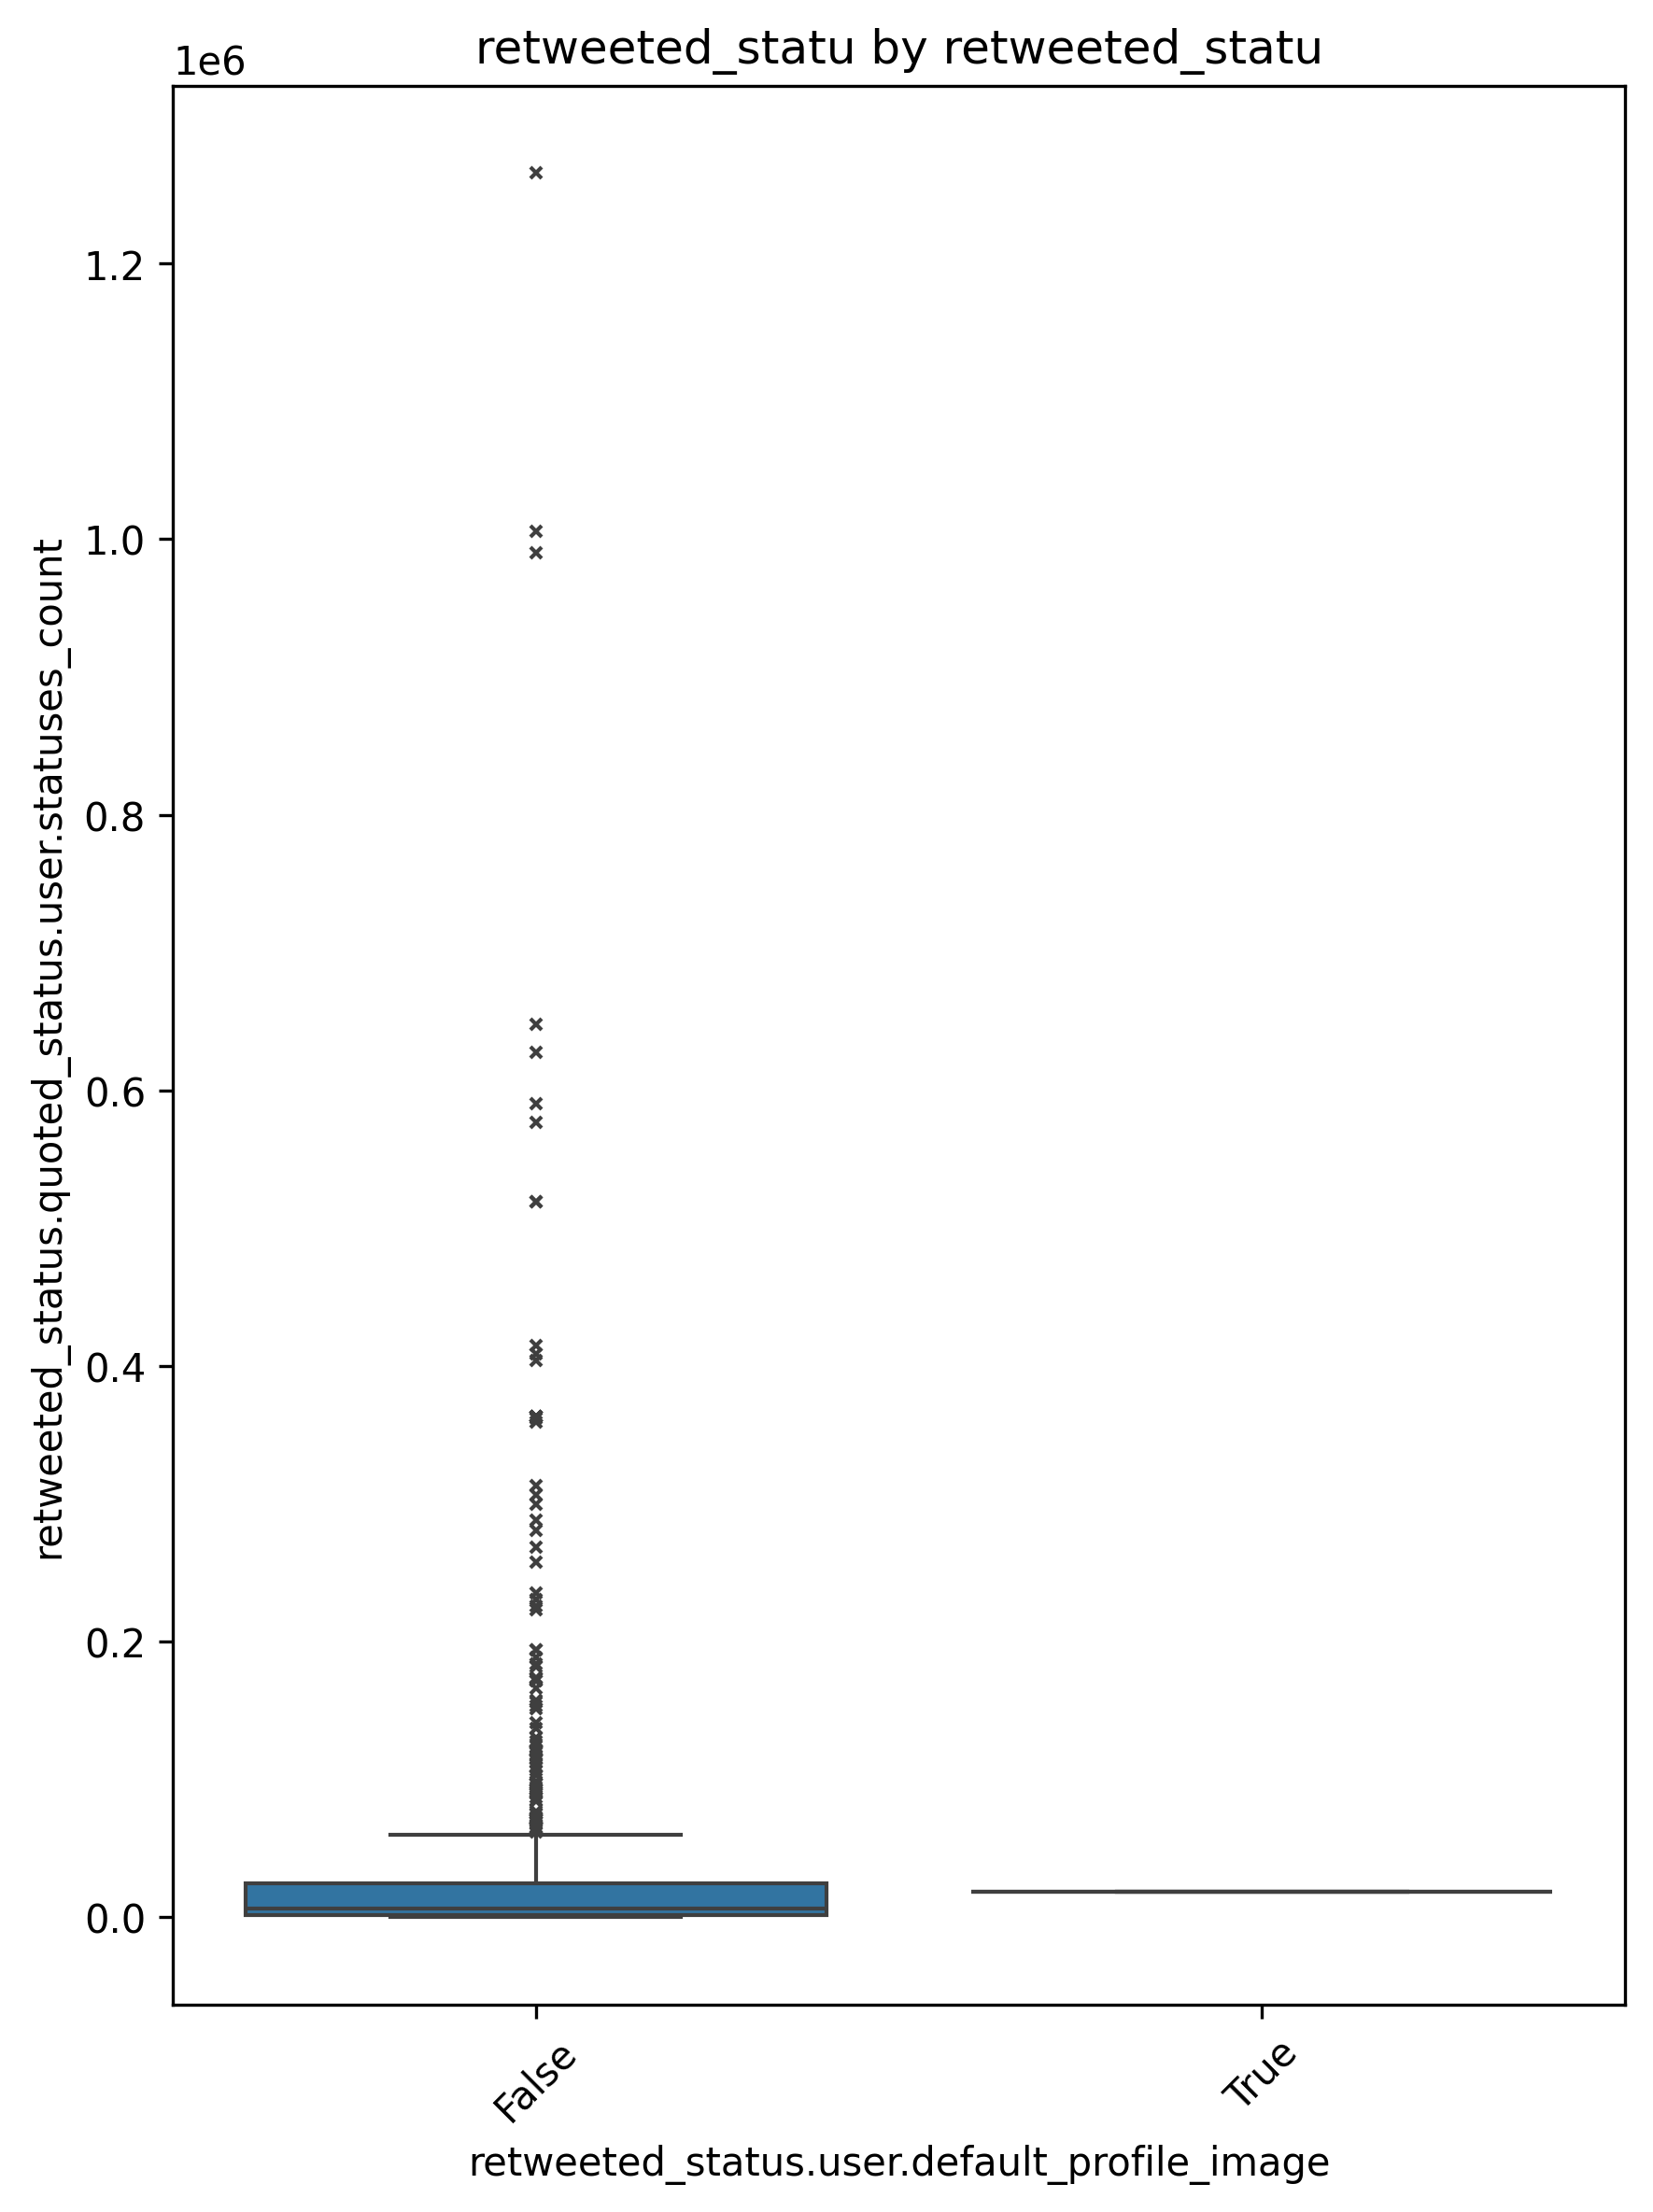 retweeted_statu by retweeted_statu
1e6
1.2
1.0
0.8
0.6
0.4
0.2
0.0
retweeted_status.quoted_status.user.statuses_count
False
True
retweeted_status.user.default_profile_image